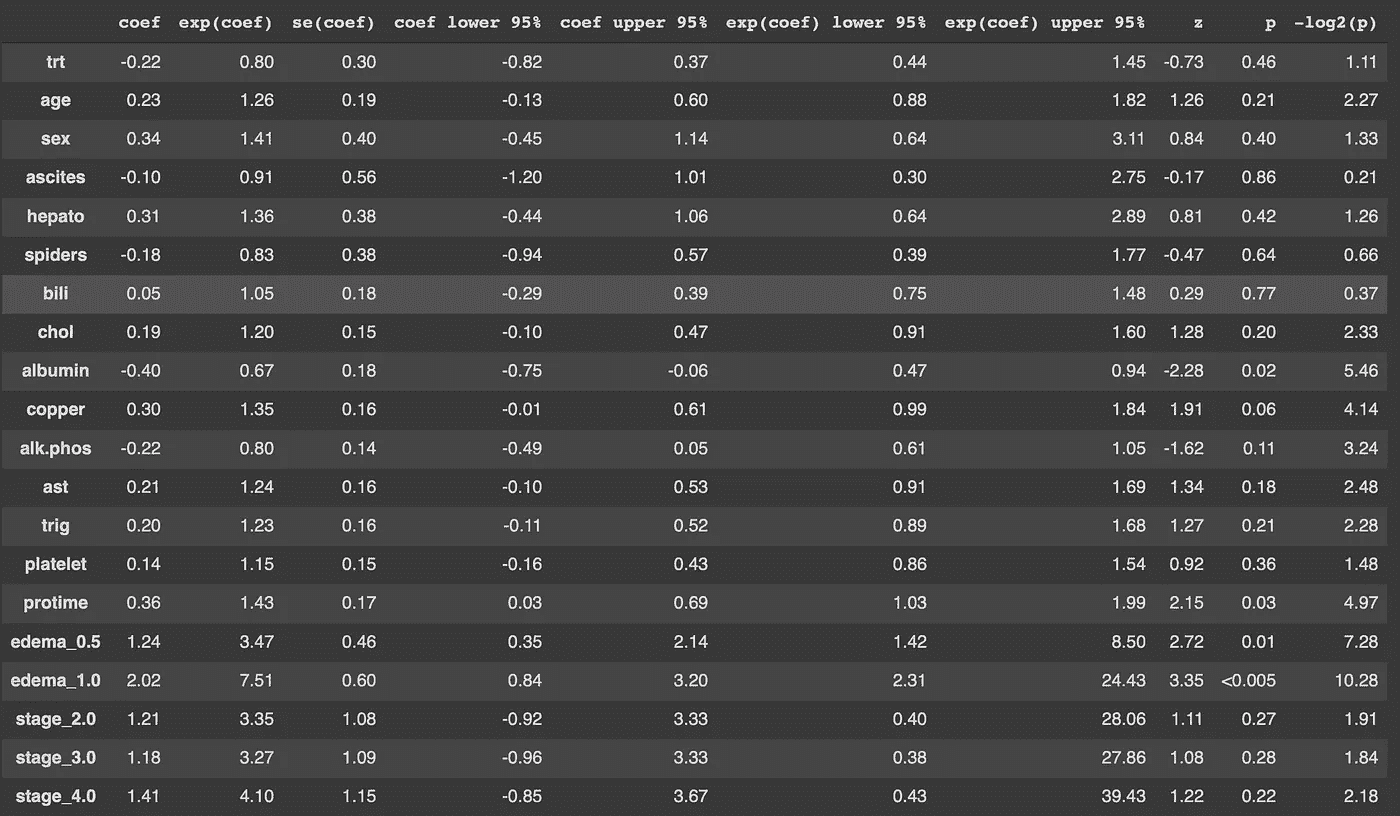 coef exp(coef) se(coef) coef lower 95% coef upper 95% exp(coef) lower 95% exp(coef) upper 95% z p -log2(p)
trt -0.22 0.80 0.30 -0.82 0.37 0.44 1.45 -0.73 0.46 1.11
age 0.23 1.26 0.19 -0.13 0.60 0.88 1.82 1.26 0.21 2.27
sex 0.34 1.41 0.40 -0.45 1.14 0.64 3.11 0.84 0.40 1.33
ascites -0.10 0.91 0.56 -1.20 1.01 0.30 2.75 -0.17 0.86 0.21
hepato 0.31 1.36 0.38 -0.44 1.06 0.64 2.89 0.81 0.42 1.26
spiders -0.18 0.83 0.38 -0.94 0.57 0.39 1.77 -0.47 0.64 0.66
bili 0.05 1.05 0.18 -0.29 0.39 0.75 1.48 0.29 0.77 0.37
chol 0.19 1.20 0.15 -0.10 0.47 0.91 1.60 1.28 0.20 2.33
albumin -0.40 0.67 0.18 -0.75 -0.06 0.47 0.94 -2.28 0.02 5.46
copper 0.30 1.35 0.16 -0.01 0.61 0.99 1.84 1.91 0.06 4.14
alk.phos -0.22 0.80 0.14 -0.49 0.05 0.61 1.05 -1.62 0.11 3.24
ast 0.21 1.24 0.16 -0.10 0.53 0.91 1.69 1.34 0.18 2.48
trig 0.20 1.23 0.16 -0.11 0.52 0.89 1.68 1.27 0.21 2.28
platelet 0.14 1.15 0.15 -0.16 0.43 0.86 1.54 0.92 0.36 1.48
protime 0.36 1.43 0.17 0.03 0.69 1.03 1.99 2.15 0.03 4.97
edema_0.5 1.24 3.47 0.46 0.35 2.14 1.42 8.50 2.72 0.01 7.28
edema_1.0 2.02 7.51 0.60 0.84 3.20 2.31 24.43 3.35 <0.005 10.28
stage_2.0 1.21 3.35 1.08 -0.92 3.33 0.40 28.06 1.11 0.27 1.91
stage_3.0 1.18 3.27 1.09 -0.96 3.33 0.38 27.86 1.08 0.28 1.84
stage_4.0 1.41 4.10 1.15 -0.85 3.67 0.43 39.43 1.22 0.22 2.18